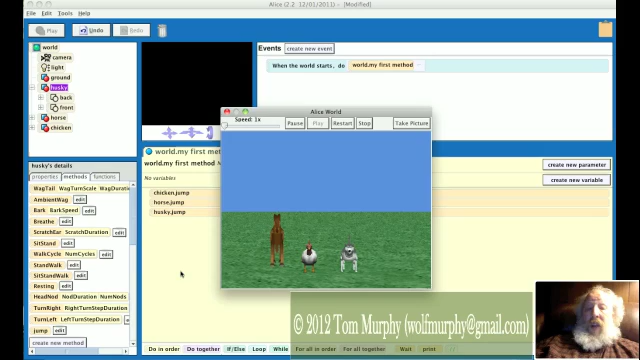 Alice (2.2 12/01/2011) - [Modified]
File Edit Tools Help
Play Undo Redo
world
camera
light
ground
husky
back
front
horse
chicken
Events create new event
When the world starts, do world.my first method
Alice World
Speed: 1x Pause Play Restart Stop Take Picture
world.my first method
world.my first method
No variables
create new parameter
create new variable
chicken.jump
horse.jump
husky.jump
husky's details
properties methods functions
WagTail WagTurnScale WagDuration
AmbientWag edit
Bark BarkSpeed edit
Breathe edit
ScratchEar ScratchDuration edit
SitStand edit
WalkCycle NumCycles edit
StandWalk edit
SitStandWalk edit
Resting edit
HeadNod NodDuration NumNods
TurnRight RightTurnStepDuration
TurnLeft LeftTurnStepDuration
jump edit
create new method
Do in order Do together If/Else Loop While For all in order For all together Wait print
© 2012 Tom Murphy (wolfmurphy@gmail.com)